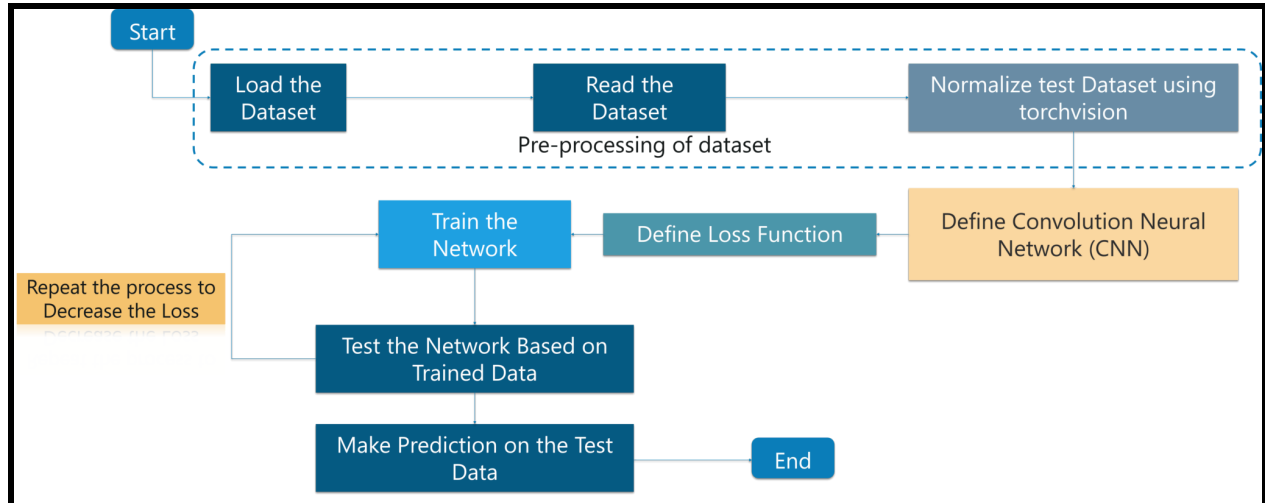 Start
Load the
Dataset
Read the
Dataset
Normalize test Dataset using
torchvision
Pre-processing of dataset
Define Convolution Neural
Network (CNN)
Define Loss Function
Train the
Network
Repeat the process to
Decrease the Loss
Test the Network Based on
Trained Data
Make Prediction on the Test
Data
End